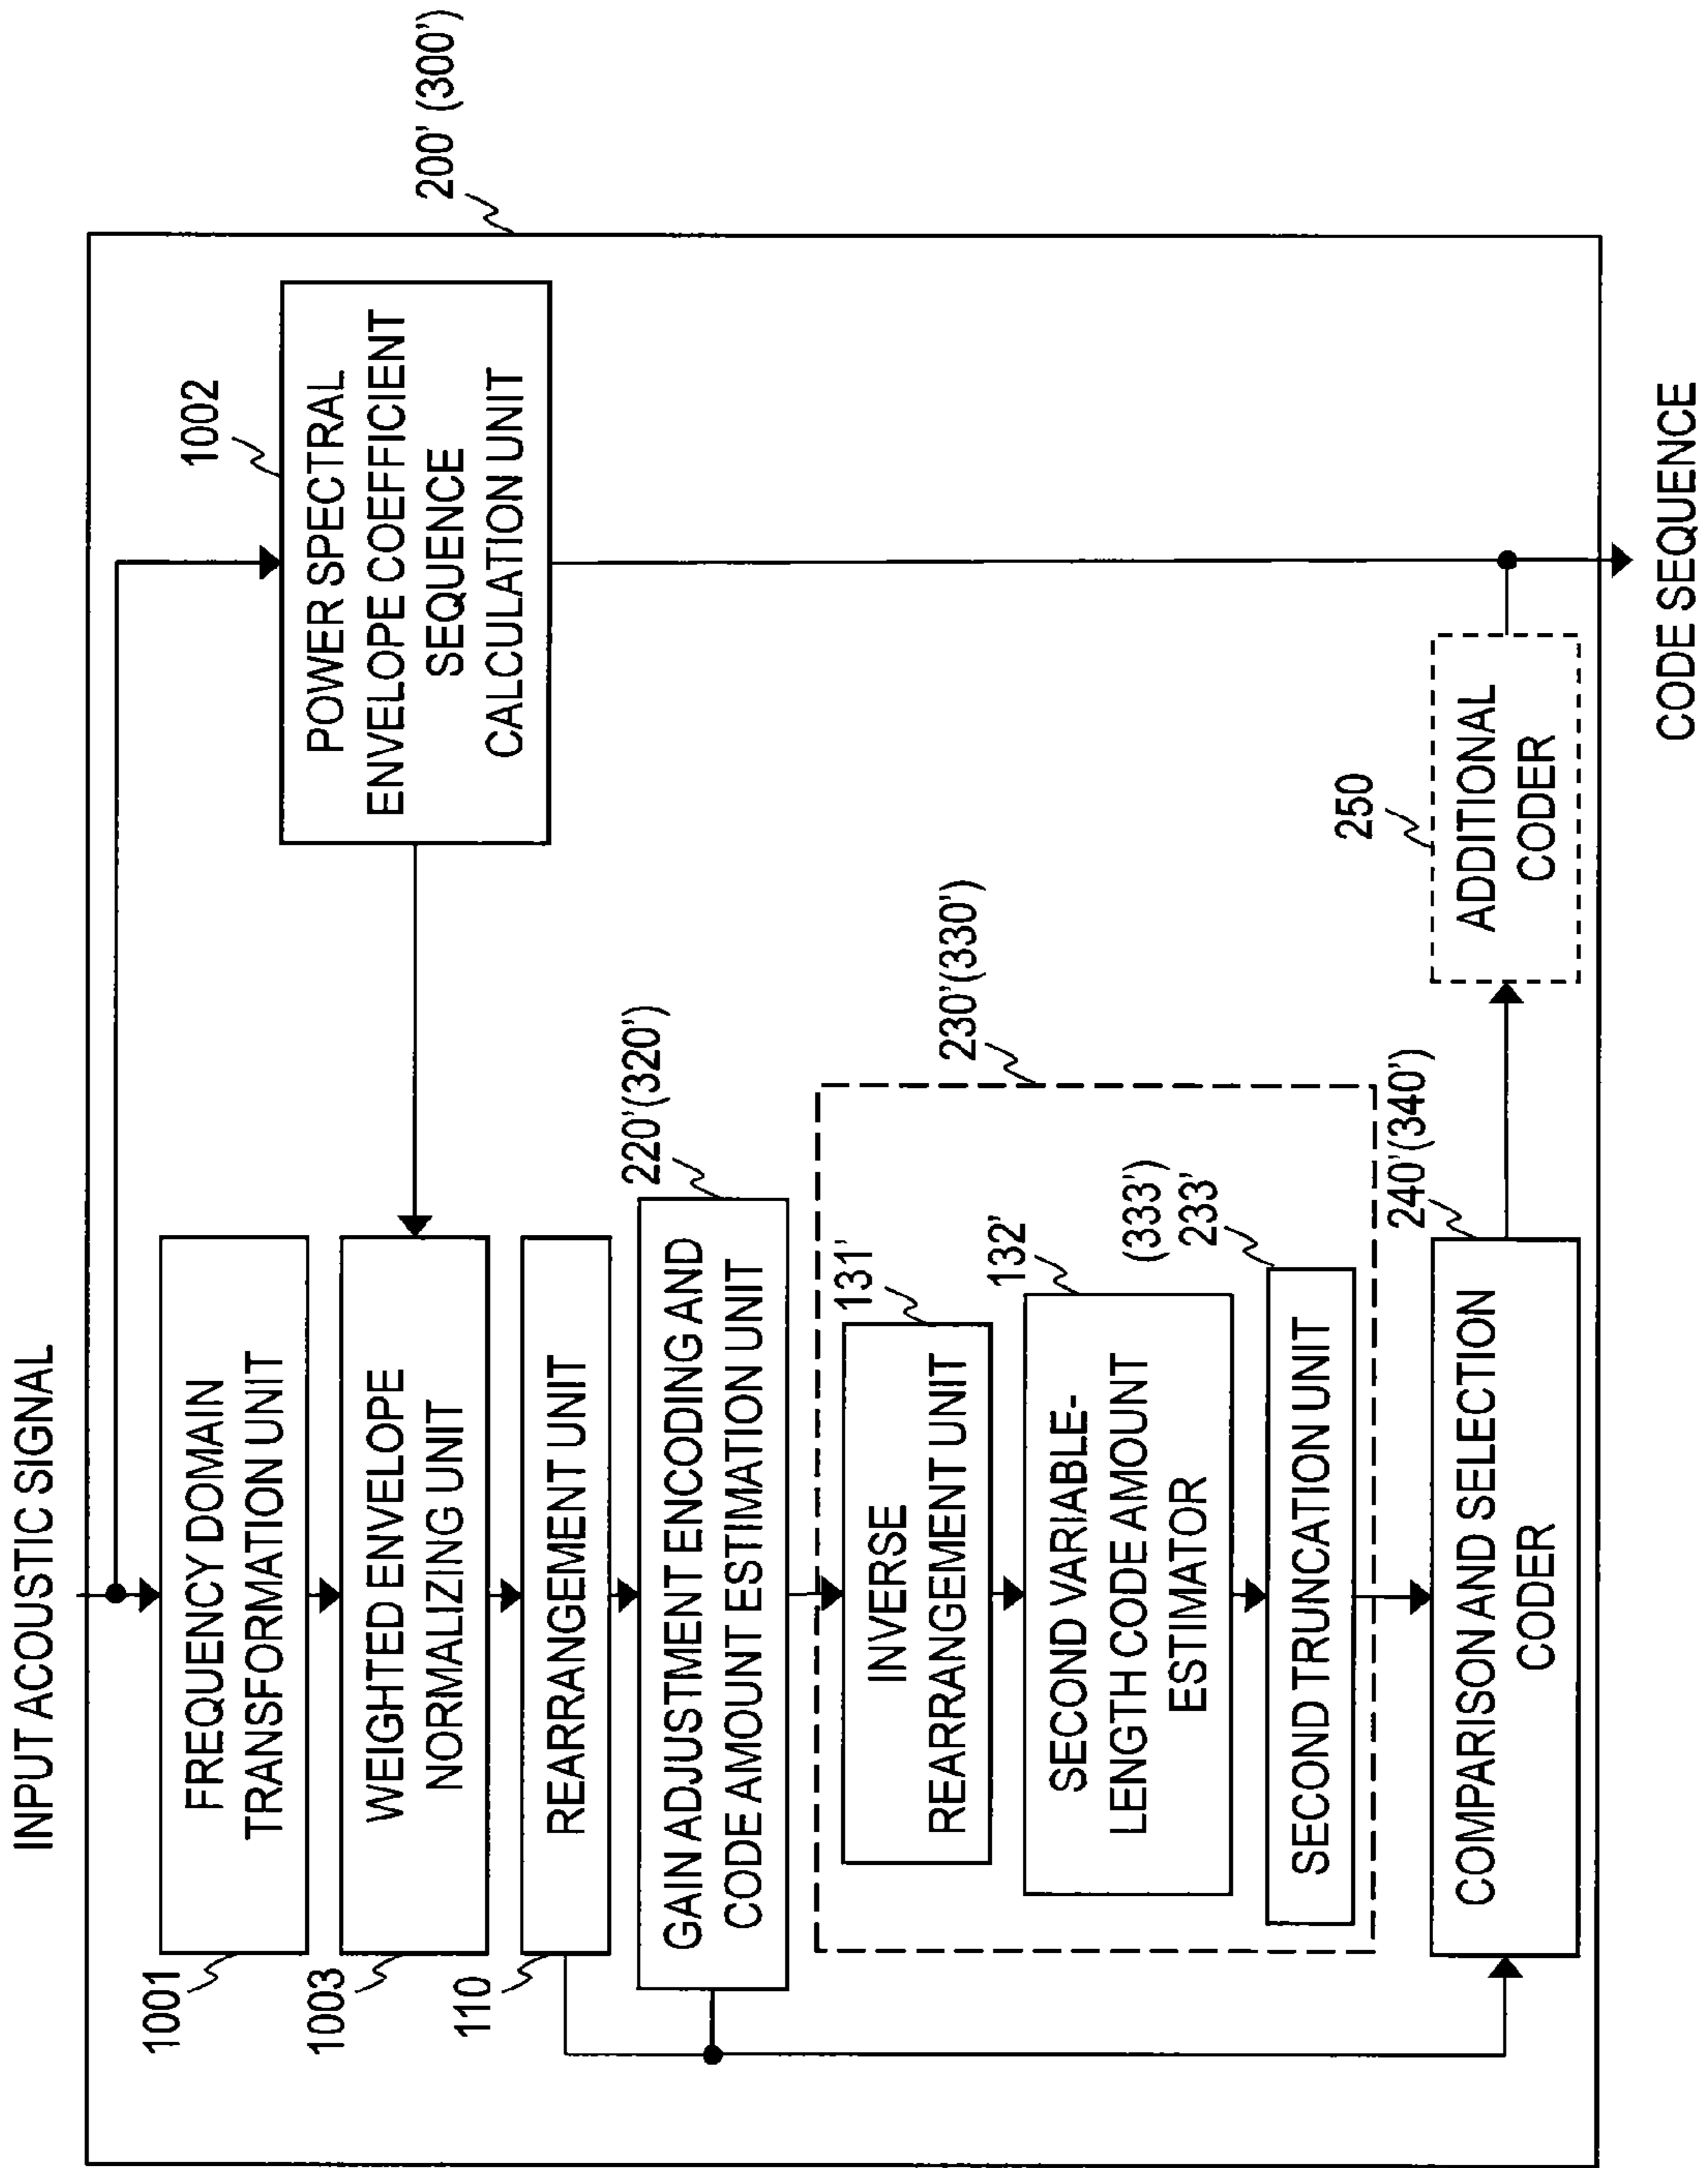 INPUT ACOUSTIC SIGNAL
200' (300')
1001
FREQUENCY DOMAIN
TRANSFORMATION UNIT
1002
POWER SPECTRAL
ENVELOPE COEFFICIENT
SEQUENCE
CALCULATION UNIT
1003
WEIGHTED ENVELOPE
NORMALIZING UNIT
110
REARRANGEMENT UNIT
220'(320')
GAIN ADJUSTMENT ENCODING AND
CODE AMOUNT ESTIMATION UNIT
230'(330')
131'
INVERSE
REARRANGEMENT UNIT
132'
SECOND VARIABLE-
LENGTH CODE AMOUNT
ESTIMATOR
(333')
233'
SECOND TRUNCATION UNIT
240'(340')
COMPARISON AND SELECTION
CODER
250
ADDITIONAL
CODER
CODE SEQUENCE